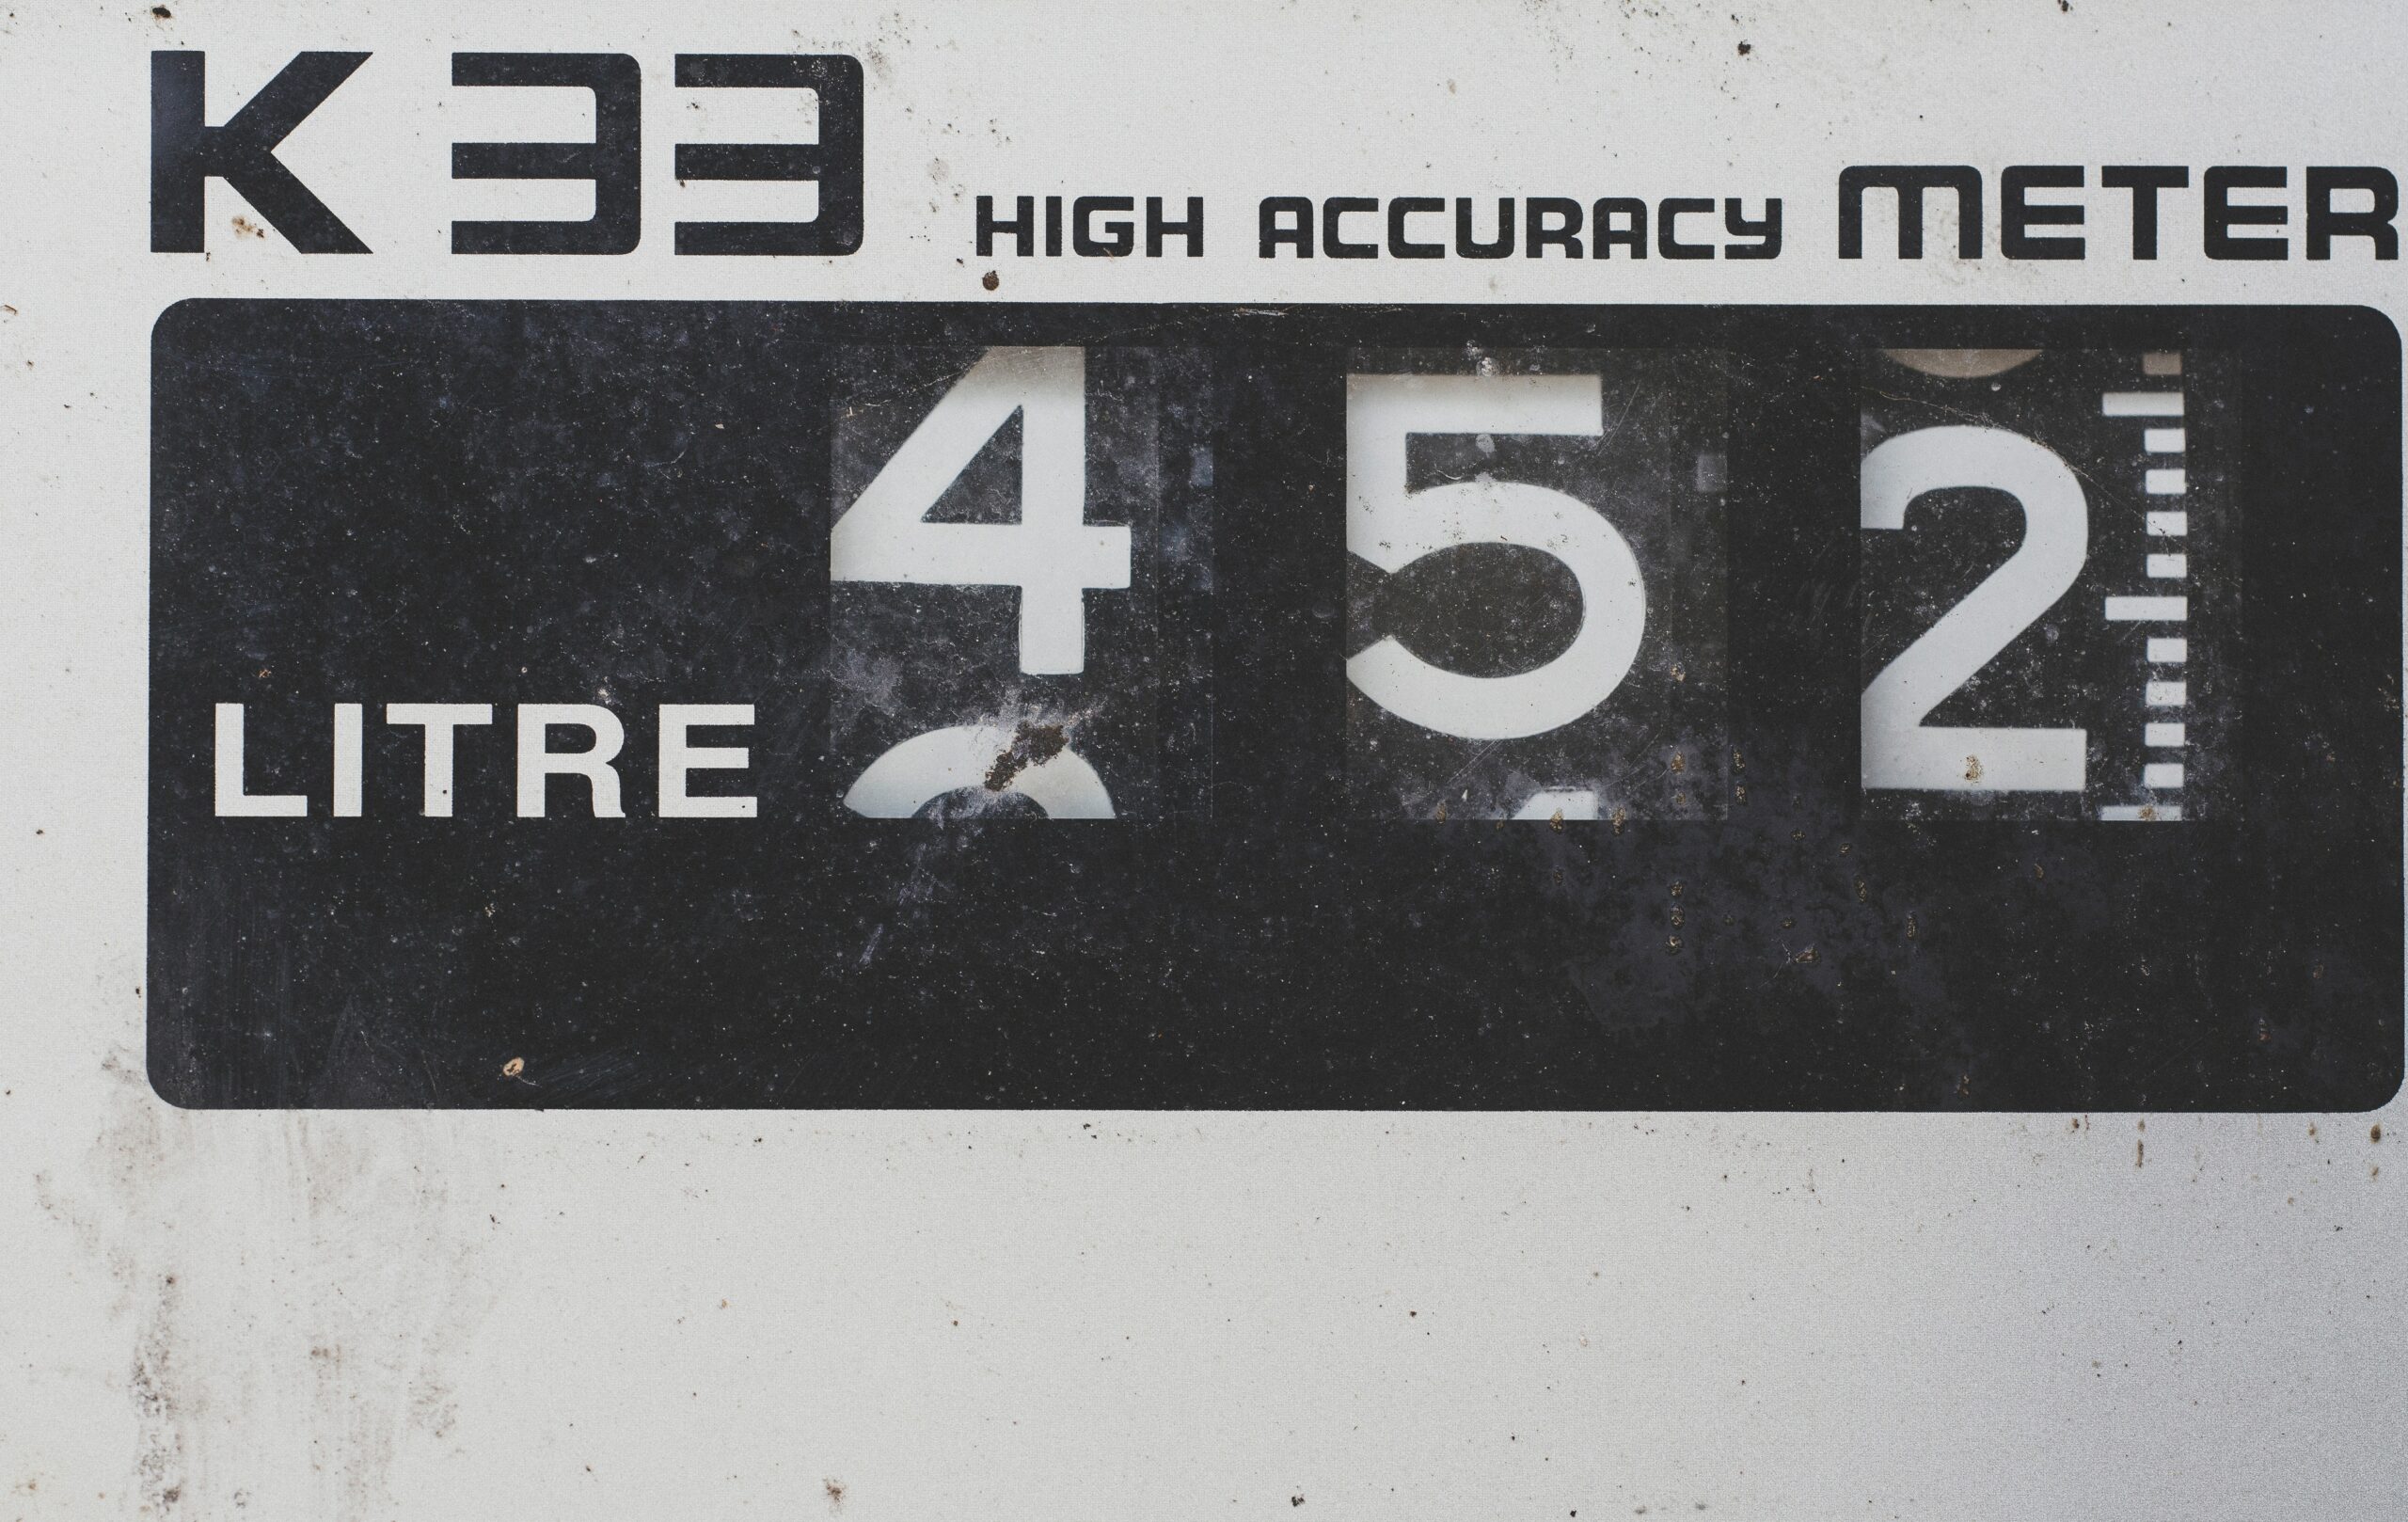 K33 HIGH ACCURACY METER
LITRE 452